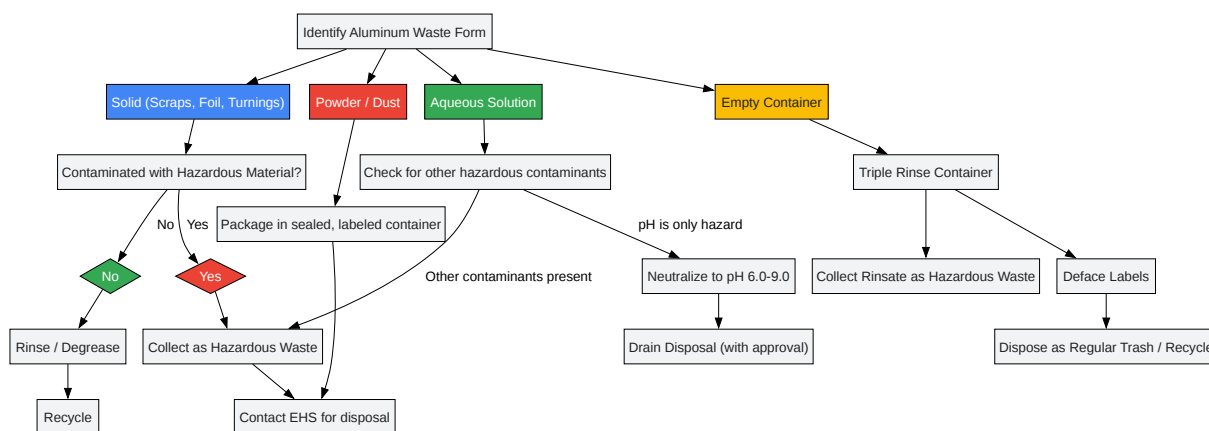 Identify Aluminum Waste Form
Solid (Scraps, Foil, Turnings)
Powder / Dust
Aqueous Solution
Empty Container
Contaminated with Hazardous Material?
Check for other hazardous contaminants
Triple Rinse Container
No
Yes
Package in sealed, labeled container
pH is only hazard
No
Yes
Other contaminants present
Neutralize to pH 6.0-9.0
Collect Rinsate as Hazardous Waste
Deface Labels
Rinse / Degrease
Collect as Hazardous Waste
Drain Disposal (with approval)
Dispose as Regular Trash / Recycle
Recycle
Contact EHS for disposal